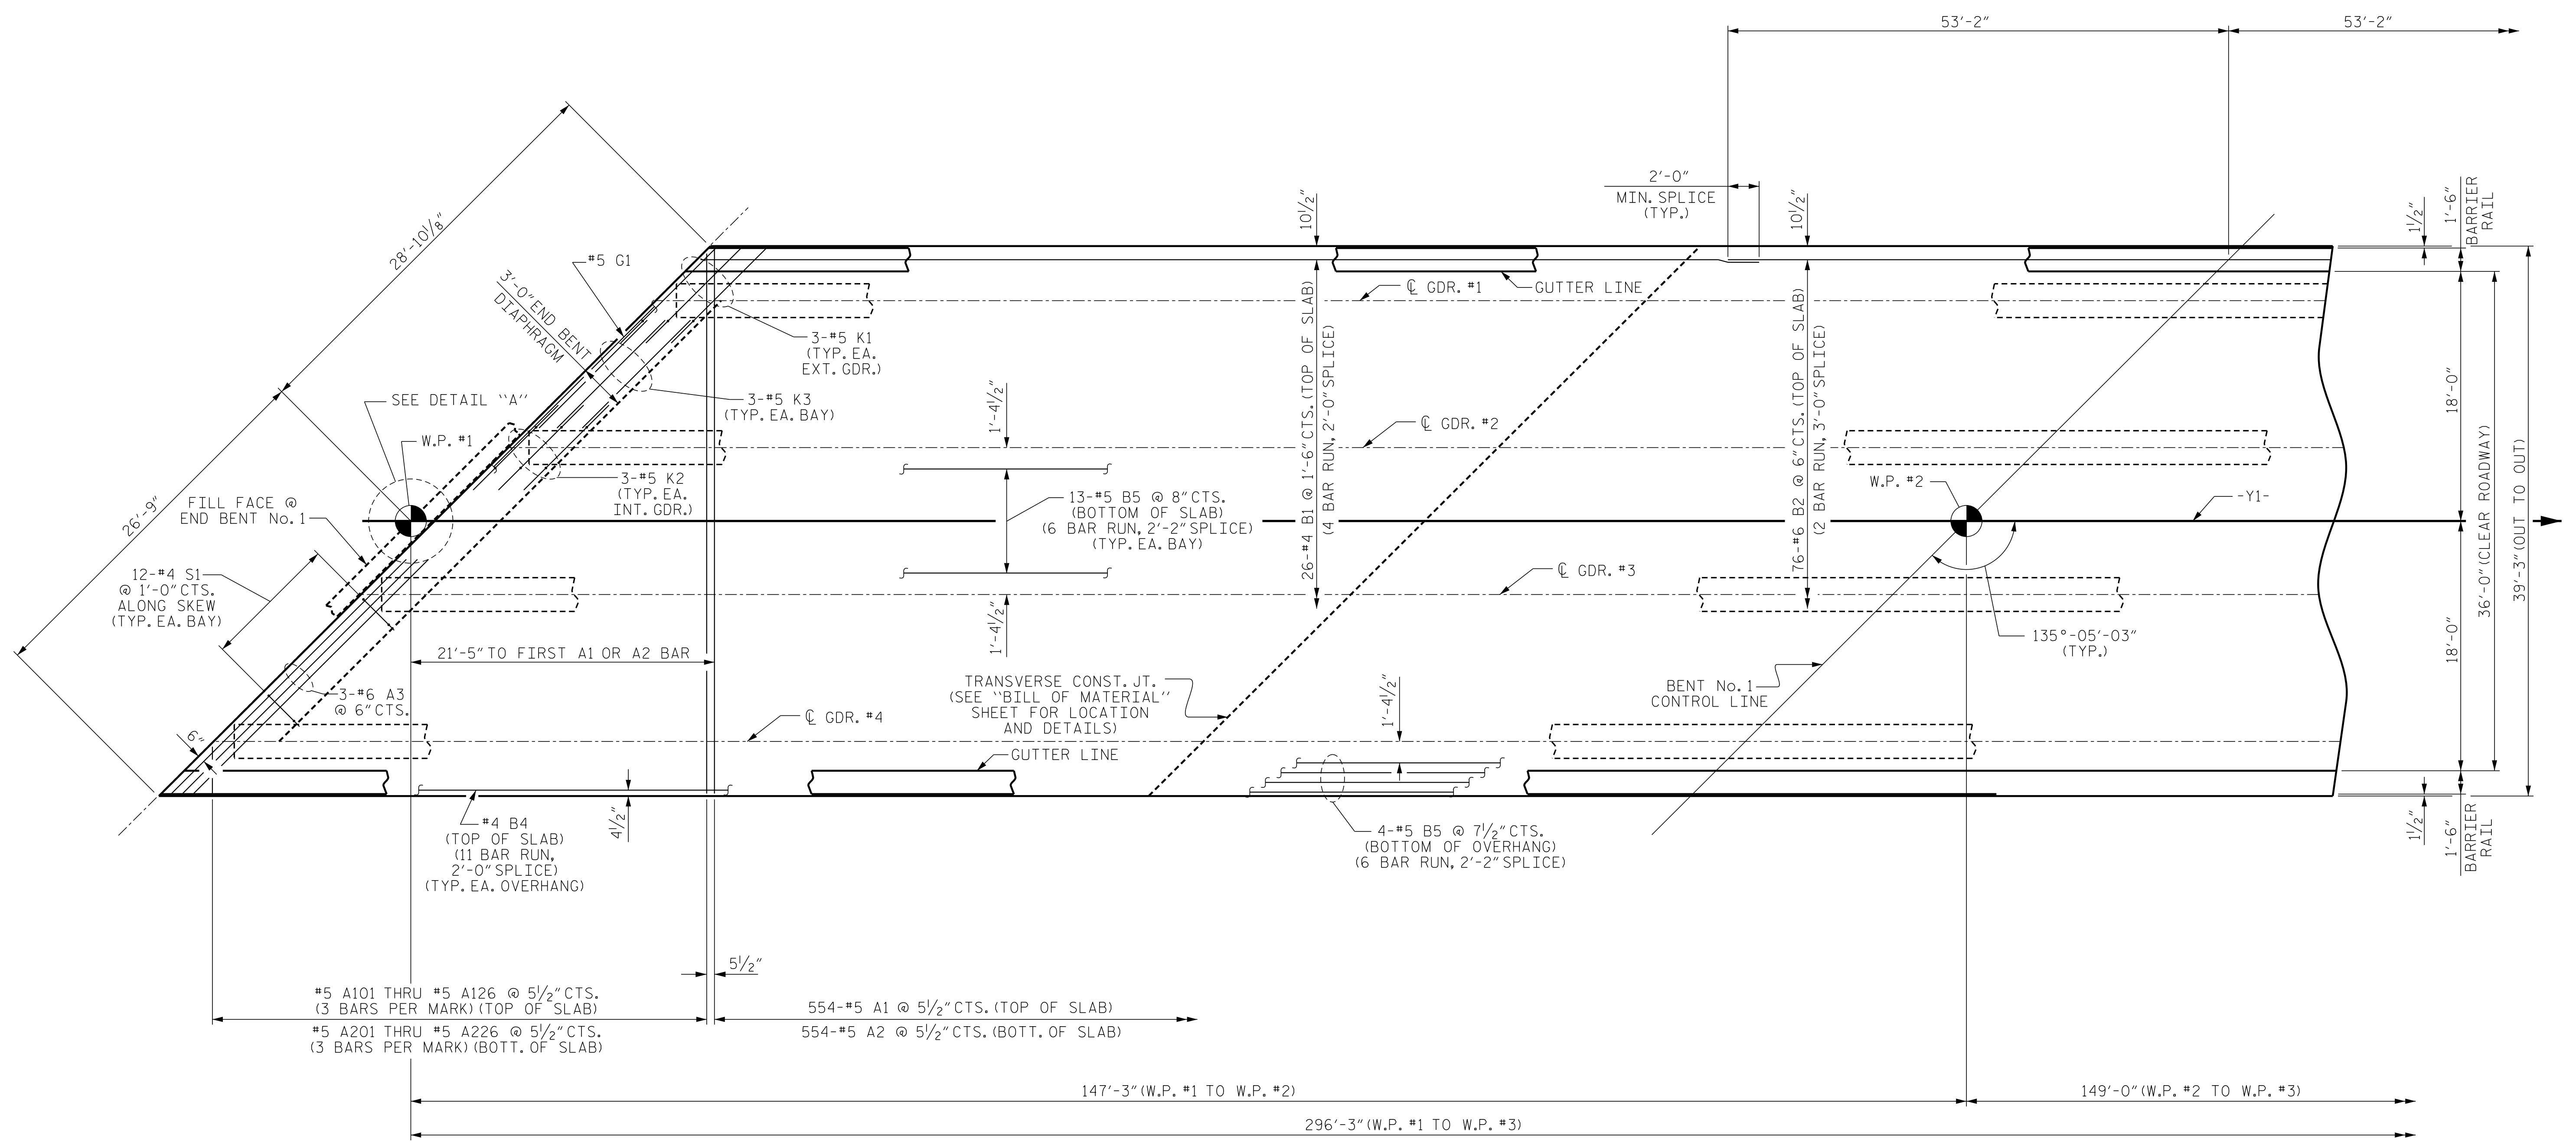 53'-2"
53'-2"
2'-0"
MIN. SPLICE
(TYP.)
10½"
10½"
1½"
1'-6"
BARRIER
RAIL
28'-10⅛"
#5 G1
3'-0" END BENT
DIAPHRAGM
℄ GDR. #1
GUTTER LINE
3-#5 K1
(TYP. EA.
EXT. GDR.)
SEE DETAIL "A"
3-#5 K3
(TYP. EA. BAY)
1'-4½"
℄ GDR. #2
18'-0"
W.P. #1
26'-9"
FILL FACE @
END BENT No. 1
3-#5 K2
(TYP. EA.
INT. GDR.)
13-#5 B5 @ 8" CTS.
(BOTTOM OF SLAB)
(6 BAR RUN, 2'-2" SPLICE)
(TYP. EA. BAY)
26-#4 B1 @ 1'-6" CTS. (TOP OF SLAB)
(4 BAR RUN, 2'-0" SPLICE)
76-#6 B2 @ 6" CTS. (TOP OF SLAB)
(2 BAR RUN, 3'-0" SPLICE)
W.P. #2
-Y1-
36'-0" (CLEAR ROADWAY)
39'-3" (OUT TO OUT)
12-#4 S1
@ 1'-0" CTS.
ALONG SKEW
(TYP. EA. BAY)
℄ GDR. #3
1'-4½"
135°-05'-03"
(TYP.)
18'-0"
21'-5" TO FIRST A1 OR A2 BAR
3-#6 A3
@ 6" CTS.
TRANSVERSE CONST. JT.
(SEE "BILL OF MATERIAL"
SHEET FOR LOCATION
AND DETAILS)
BENT No. 1
CONTROL LINE
1'-4½"
6"
℄ GDR. #4
GUTTER LINE
#4 B4
(TOP OF SLAB)
(11 BAR RUN,
2'-0" SPLICE)
(TYP. EA. OVERHANG)
4½"
4-#5 B5 @ 7½" CTS.
(BOTTOM OF OVERHANG)
(6 BAR RUN, 2'-2" SPLICE)
1½"
1'-6"
BARRIER
RAIL
5½"
#5 A101 THRU #5 A126 @ 5½" CTS.
(3 BARS PER MARK) (TOP OF SLAB)
#5 A201 THRU #5 A226 @ 5½" CTS.
(3 BARS PER MARK) (BOTT. OF SLAB)
554-#5 A1 @ 5½" CTS. (TOP OF SLAB)
554-#5 A2 @ 5½" CTS. (BOTT. OF SLAB)
147'-3" (W.P. #1 TO W.P. #2)
149'-0" (W.P. #2 TO W.P. #3)
296'-3" (W.P. #1 TO W.P. #3)